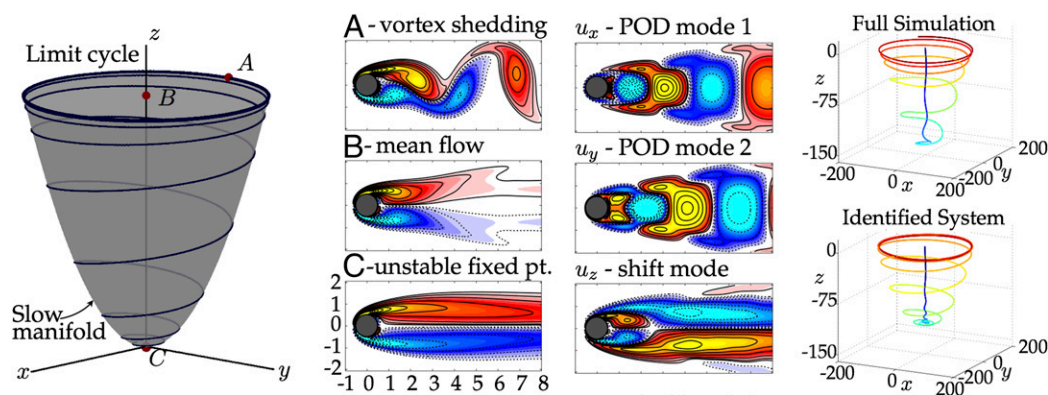 Limit cycle
z
A
B
Slow
manifold
C
x
y
A - vortex shedding
B - mean flow
C-unstable fixed pt.
2
1
0
-1
-2
-1 0 1 2 3 4 5 6 7 8
u_x - POD mode 1
u_y - POD mode 2
u_z - shift mode
Full Simulation
0
z
-75
-150
-200
x
200
-200
0
y
200
Identified System
0
z
-75
-150
-200
x
200
-200
0
y
200